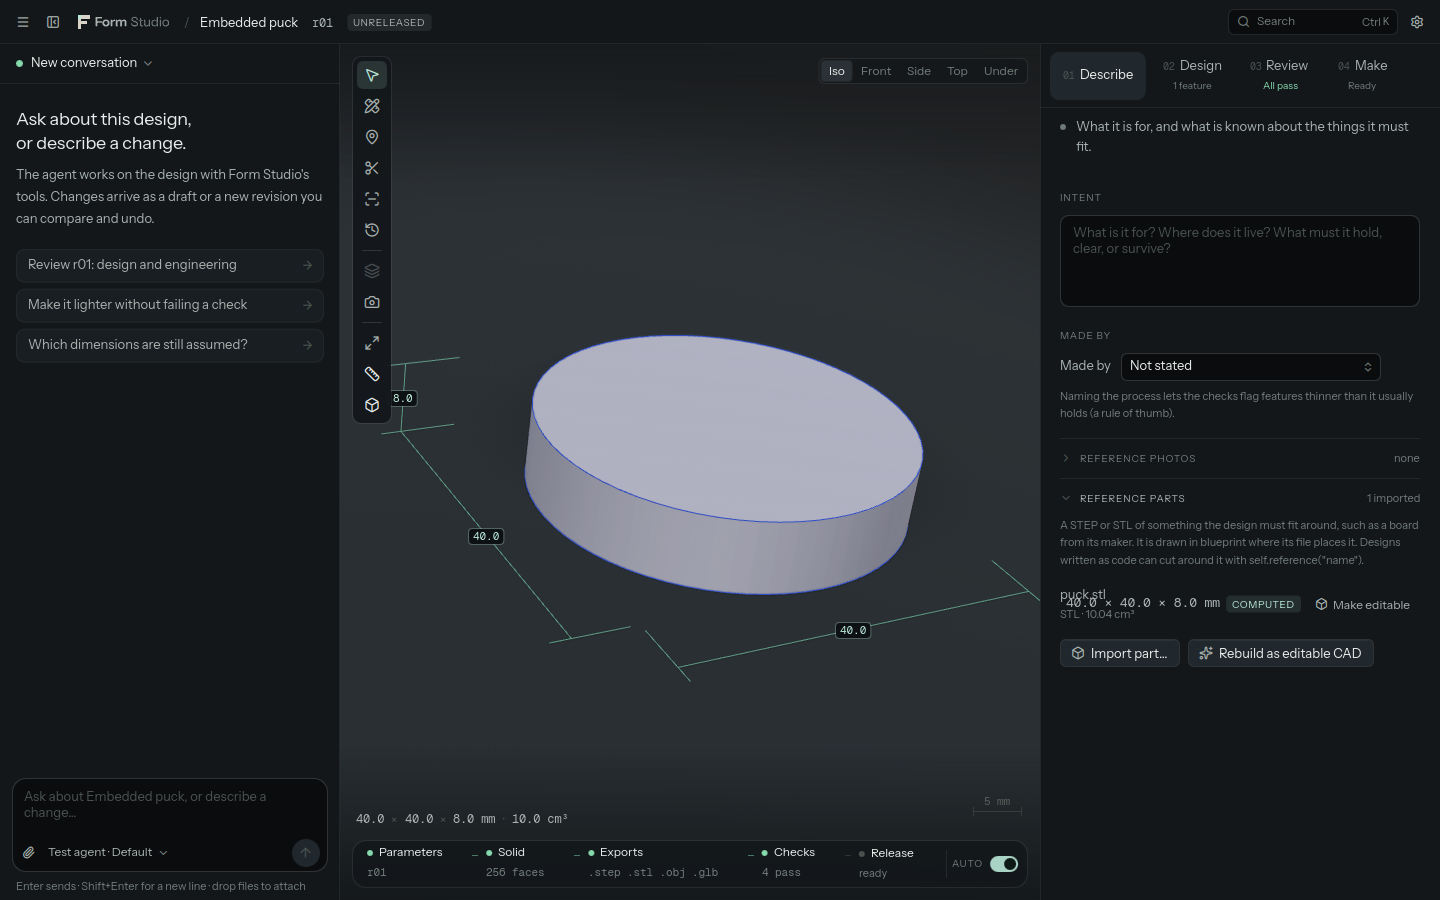 Form Studio / Embedded puck r01 UNRELEASED
Search Ctrl K
New conversation
Ask about this design,
or describe a change.
The agent works on the design with Form Studio's
tools. Changes arrive as a draft or a new revision you
can compare and undo.
Review r01: design and engineering
Make it lighter without failing a check
Which dimensions are still assumed?
Ask about Embedded puck, or describe a
change...
Test agent · Default
Enter sends · Shift+Enter for a new line · drop files to attach
Iso Front Side Top Under
8.0
40.0
40.0
5 mm
40.0 × 40.0 × 8.0 mm · 10.0 cm³
Parameters
r01
Solid
256 faces
Exports
.step .stl .obj .glb
Checks
4 pass
Release
ready
AUTO
01 Describe
02 Design
1 feature
03 Review
All pass
04 Make
Ready
What it is for, and what is known about the things it must
fit.
INTENT
What is it for? Where does it live? What must it hold,
clear, or survive?
MADE BY
Made by Not stated
Naming the process lets the checks flag features thinner than it usually
holds (a rule of thumb).
REFERENCE PHOTOS none
REFERENCE PARTS 1 imported
A STEP or STL of something the design must fit around, such as a board
from its maker. It is drawn in blueprint where its file places it. Designs
written as code can cut around it with self.reference("name").
puck.stl
40.0 × 40.0 × 8.0 mm COMPUTED Make editable
STL · 10.04 cm³
Import part... Rebuild as editable CAD